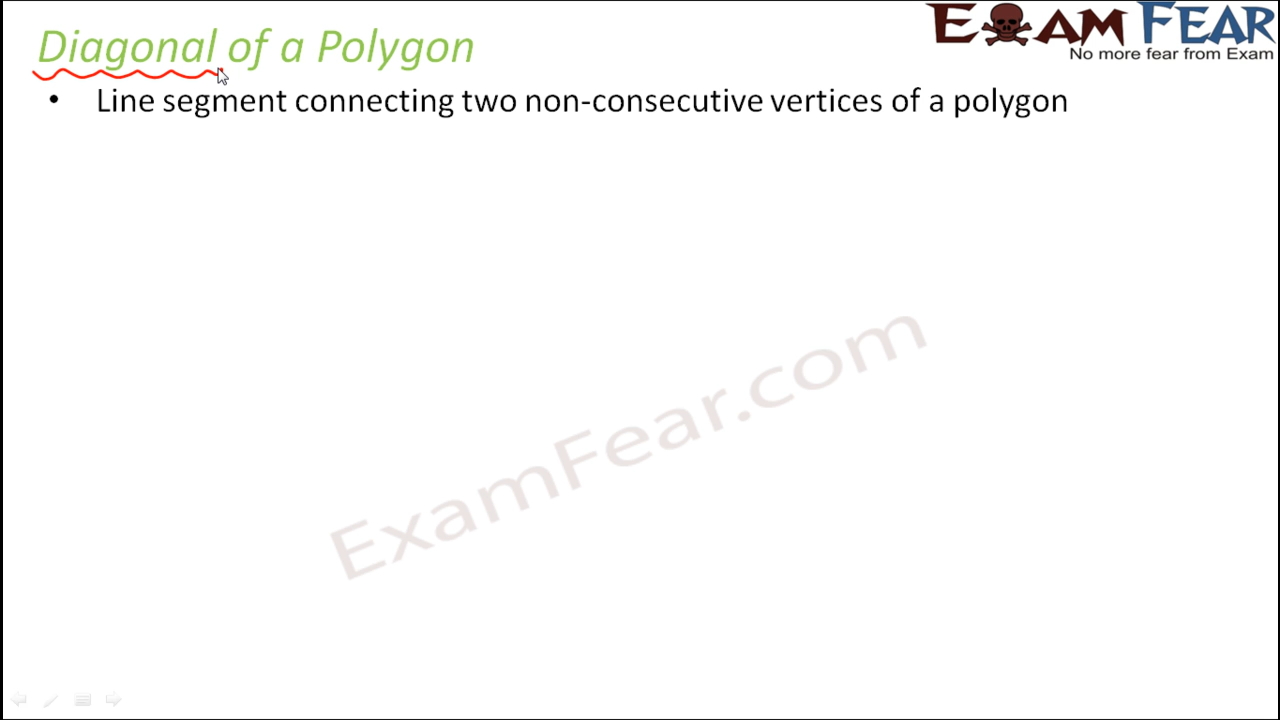 Diagonal of a Polygon
EXAM FEAR
No more fear from Exam
• Line segment connecting two non-consecutive vertices of a polygon
ExamFear.com